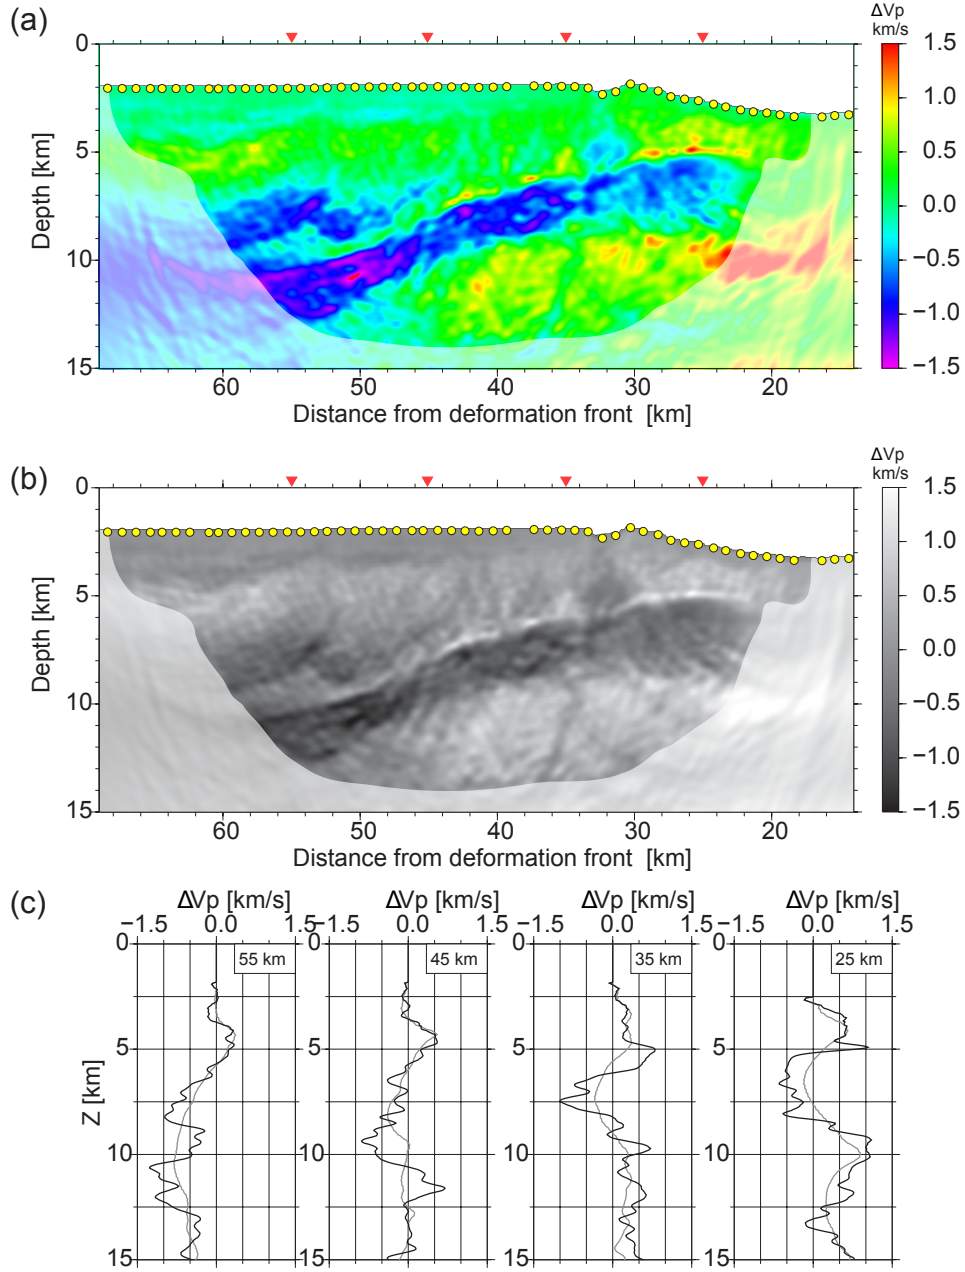 (a)
ΔVp
km/s
0
5
10
15
Depth [km]
1.5
1.0
0.5
0.0
−0.5
−1.0
−1.5
60
50
40
30
20
Distance from deformation front [km]
(b)
ΔVp
km/s
0
5
10
15
Depth [km]
1.5
1.0
0.5
0.0
−0.5
−1.0
−1.5
60
50
40
30
20
Distance from deformation front [km]
(c)
ΔVp [km/s] ΔVp [km/s] ΔVp [km/s] ΔVp [km/s]
−1.5 0.0 1.5 −1.5 0.0 1.5 −1.5 0.0 1.5 −1.5 0.0 1.5
0 0 0 0
55 km 45 km 35 km 25 km
5 5 5 5
Z [km]
10 10 10 10
15 15 15 15